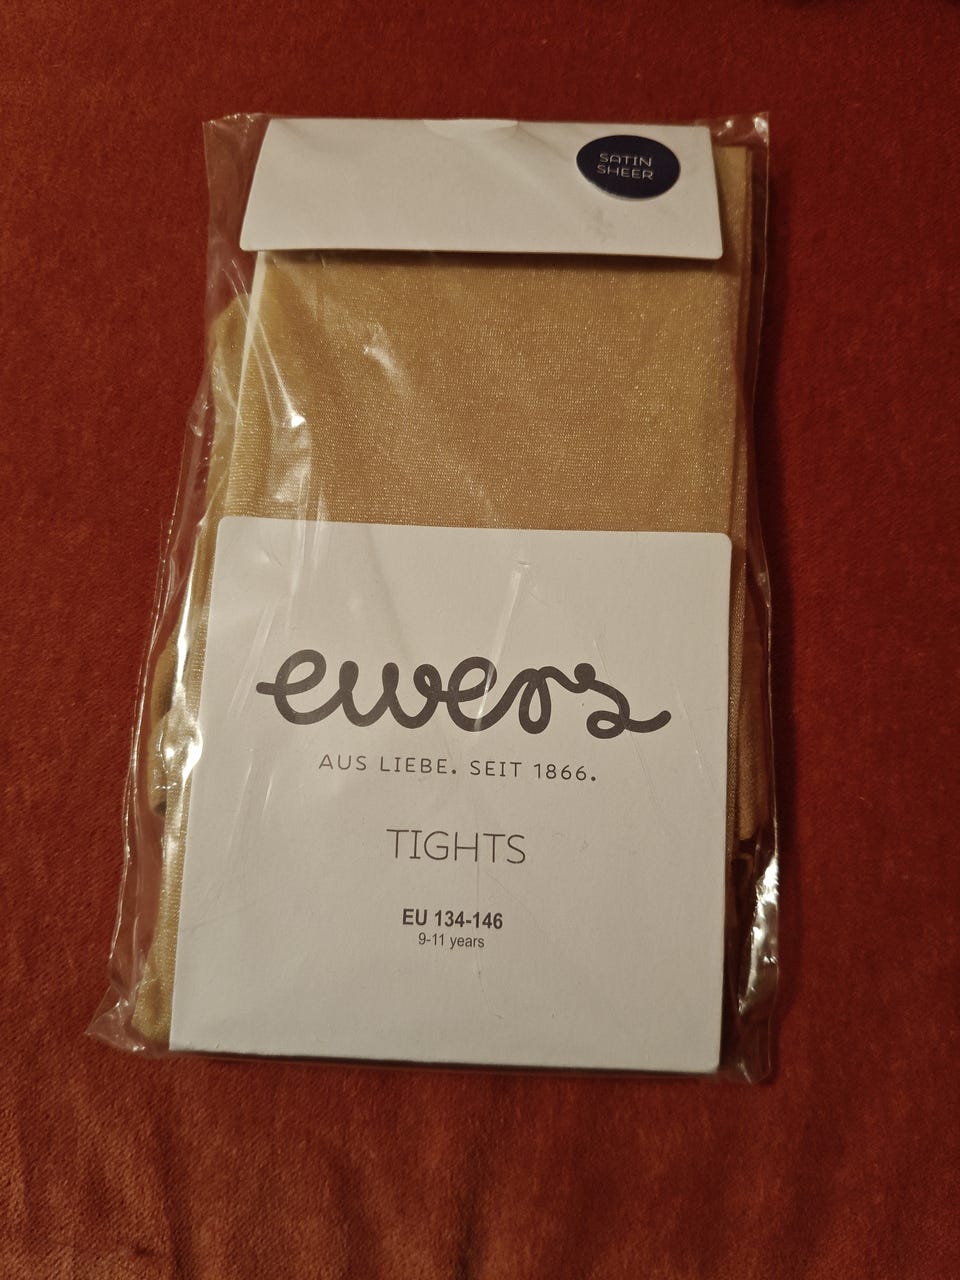 SATIN
SHEER
ewers
AUS LIEBE. SEIT 1866.
TIGHTS
EU 134-146
9-11 years